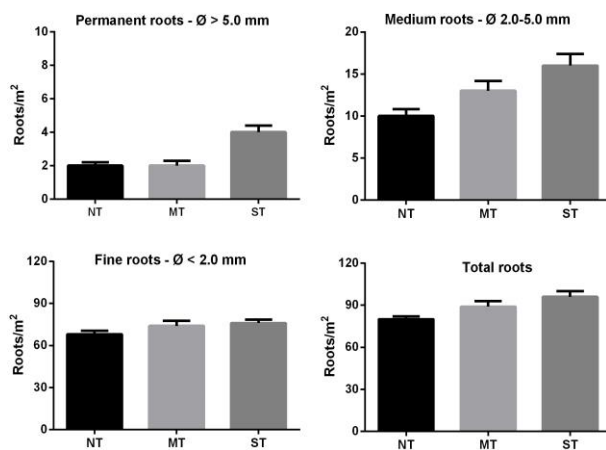 Permanent roots - Ø > 5.0 mm
Roots/m²
8
6
4
2
0
NT MT ST
Medium roots - Ø 2.0-5.0 mm
Roots/m²
20
15
10
5
0
NT MT ST
Fine roots - Ø < 2.0 mm
Roots/m²
120
90
60
30
0
NT MT ST
Total roots
Roots/m²
120
90
60
30
0
NT MT ST